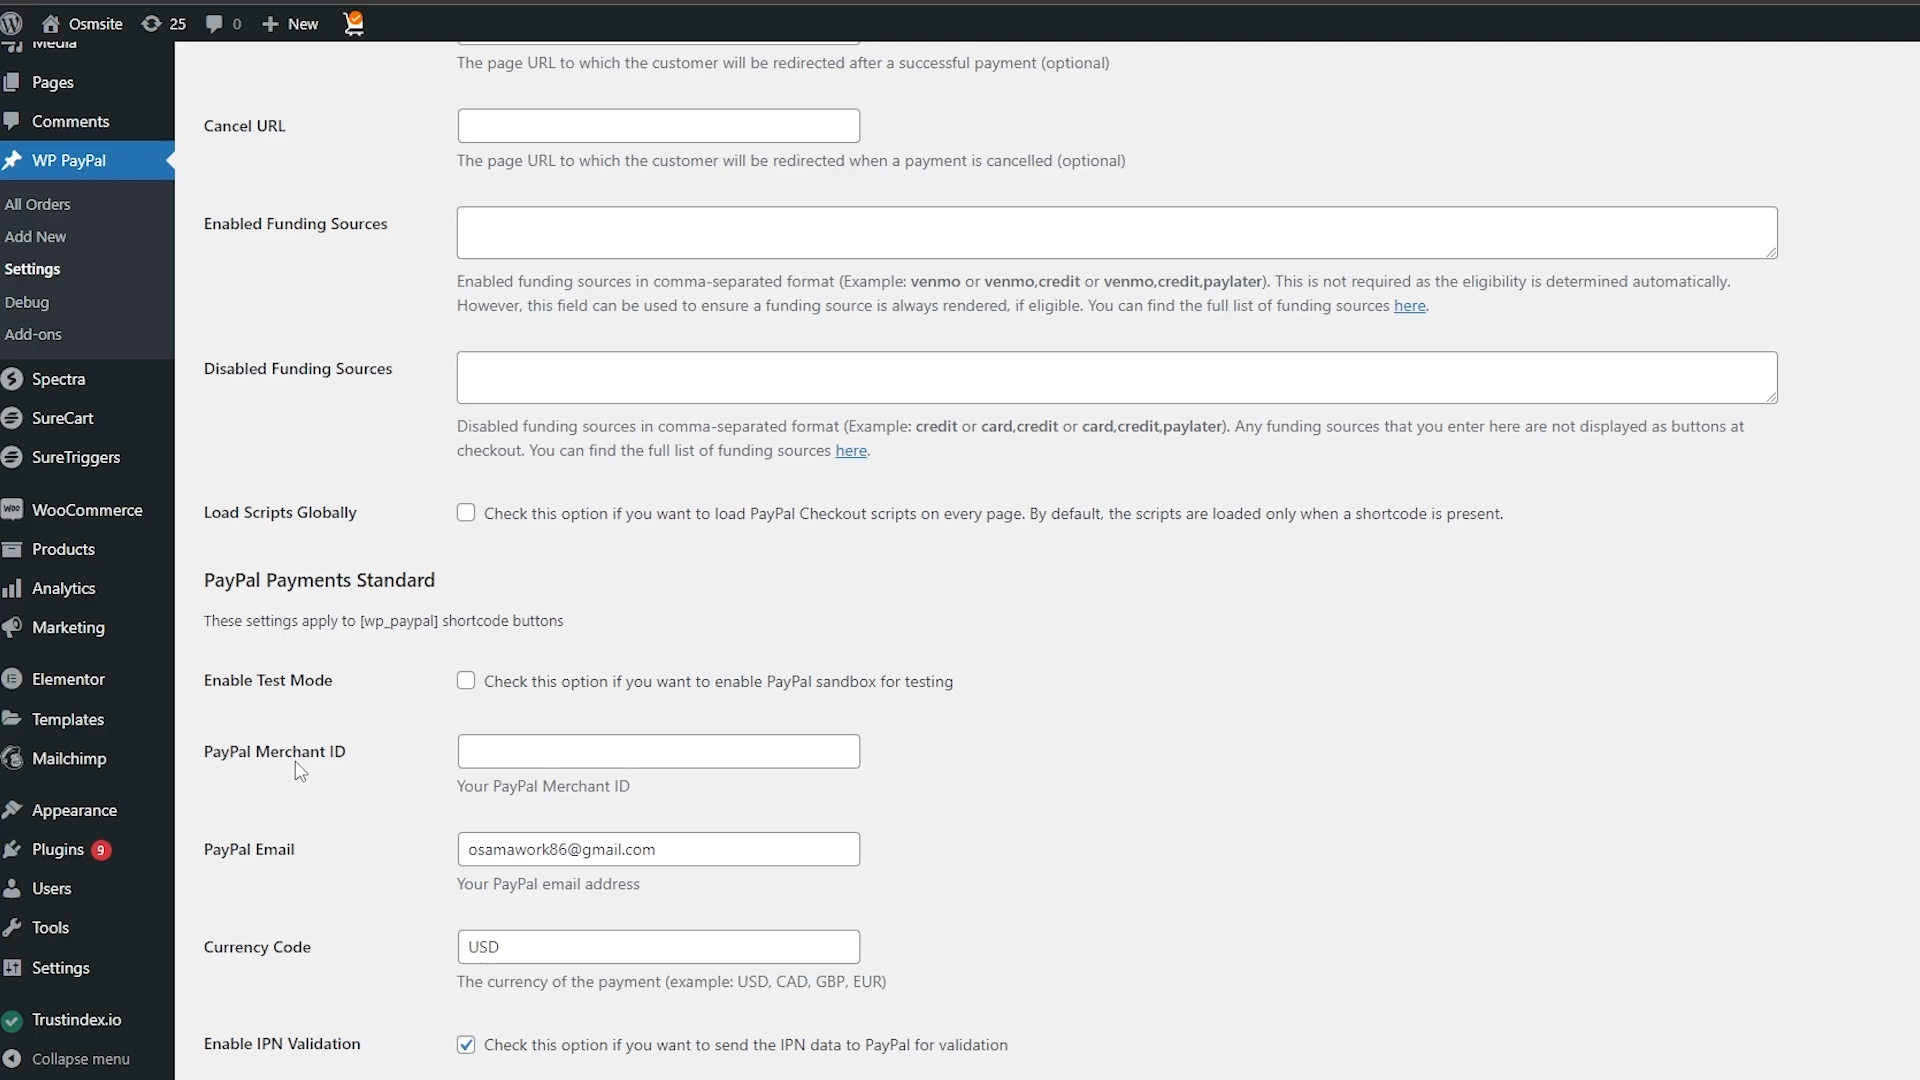 Osmsite
25
0
New
Media
Pages
Comments
WP PayPal
All Orders
Add New
Settings
Debug
Add-ons
Spectra
SureCart
SureTriggers
WooCommerce
Products
Analytics
Marketing
Elementor
Templates
Mailchimp
Appearance
Plugins 9
Users
Tools
Settings
Trustindex.io
Collapse menu
The page URL to which the customer will be redirected after a successful payment (optional)
Cancel URL
The page URL to which the customer will be redirected when a payment is cancelled (optional)
Enabled Funding Sources
Enabled funding sources in comma-separated format (Example: venmo or venmo,credit or venmo,credit,paylater). This is not required as the eligibility is determined automatically.
However, this field can be used to ensure a funding source is always rendered, if eligible. You can find the full list of funding sources here.
Disabled Funding Sources
Disabled funding sources in comma-separated format (Example: credit or card,credit or card,credit,paylater). Any funding sources that you enter here are not displayed as buttons at
checkout. You can find the full list of funding sources here.
Load Scripts Globally
Check this option if you want to load PayPal Checkout scripts on every page. By default, the scripts are loaded only when a shortcode is present.
PayPal Payments Standard
These settings apply to [wp_paypal] shortcode buttons
Enable Test Mode
Check this option if you want to enable PayPal sandbox for testing
PayPal Merchant ID
Your PayPal Merchant ID
PayPal Email
osamawork86@gmail.com
Your PayPal email address
Currency Code
USD
The currency of the payment (example: USD, CAD, GBP, EUR)
Enable IPN Validation
Check this option if you want to send the IPN data to PayPal for validation